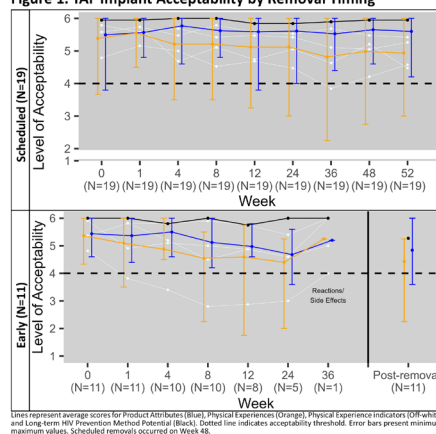 Figure 1. TAF Implant Acceptability by Removal Timing
Scheduled (N=19)
Level of Acceptability
6
5
4
3
2
1
0 1 4 8 12 24 36 48 52
(N=19) (N=19) (N=19) (N=19) (N=19) (N=19) (N=19) (N=19) (N=19)
Week
Early (N=11)
Level of Acceptability
6
5
4
3
2
1
Reactions/
Side Effects
0 1 4 8 12 24 36
(N=11) (N=11) (N=10) (N=10) (N=8) (N=5) (N=1)
Week
Post-remova
(N=11)
Lines represent average scores for Product Attributes (Blue), Physical Experiences (Orange), Physical Experience indicators (Off-whit
and Long-term HIV Prevention Method Potential (Black). Dotted line indicates acceptability threshold. Error bars present minimu
maximum values. Scheduled removals occurred on Week 48.